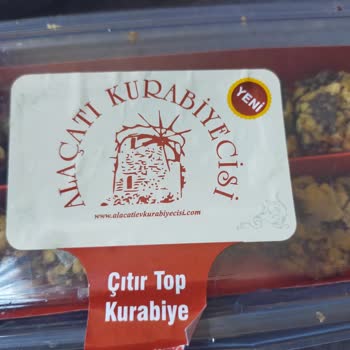 ALAÇATI KURABİYECİSİ
YENİ
www.alacatievkurabiyecisi.com
Çıtır Top
Kurabiye